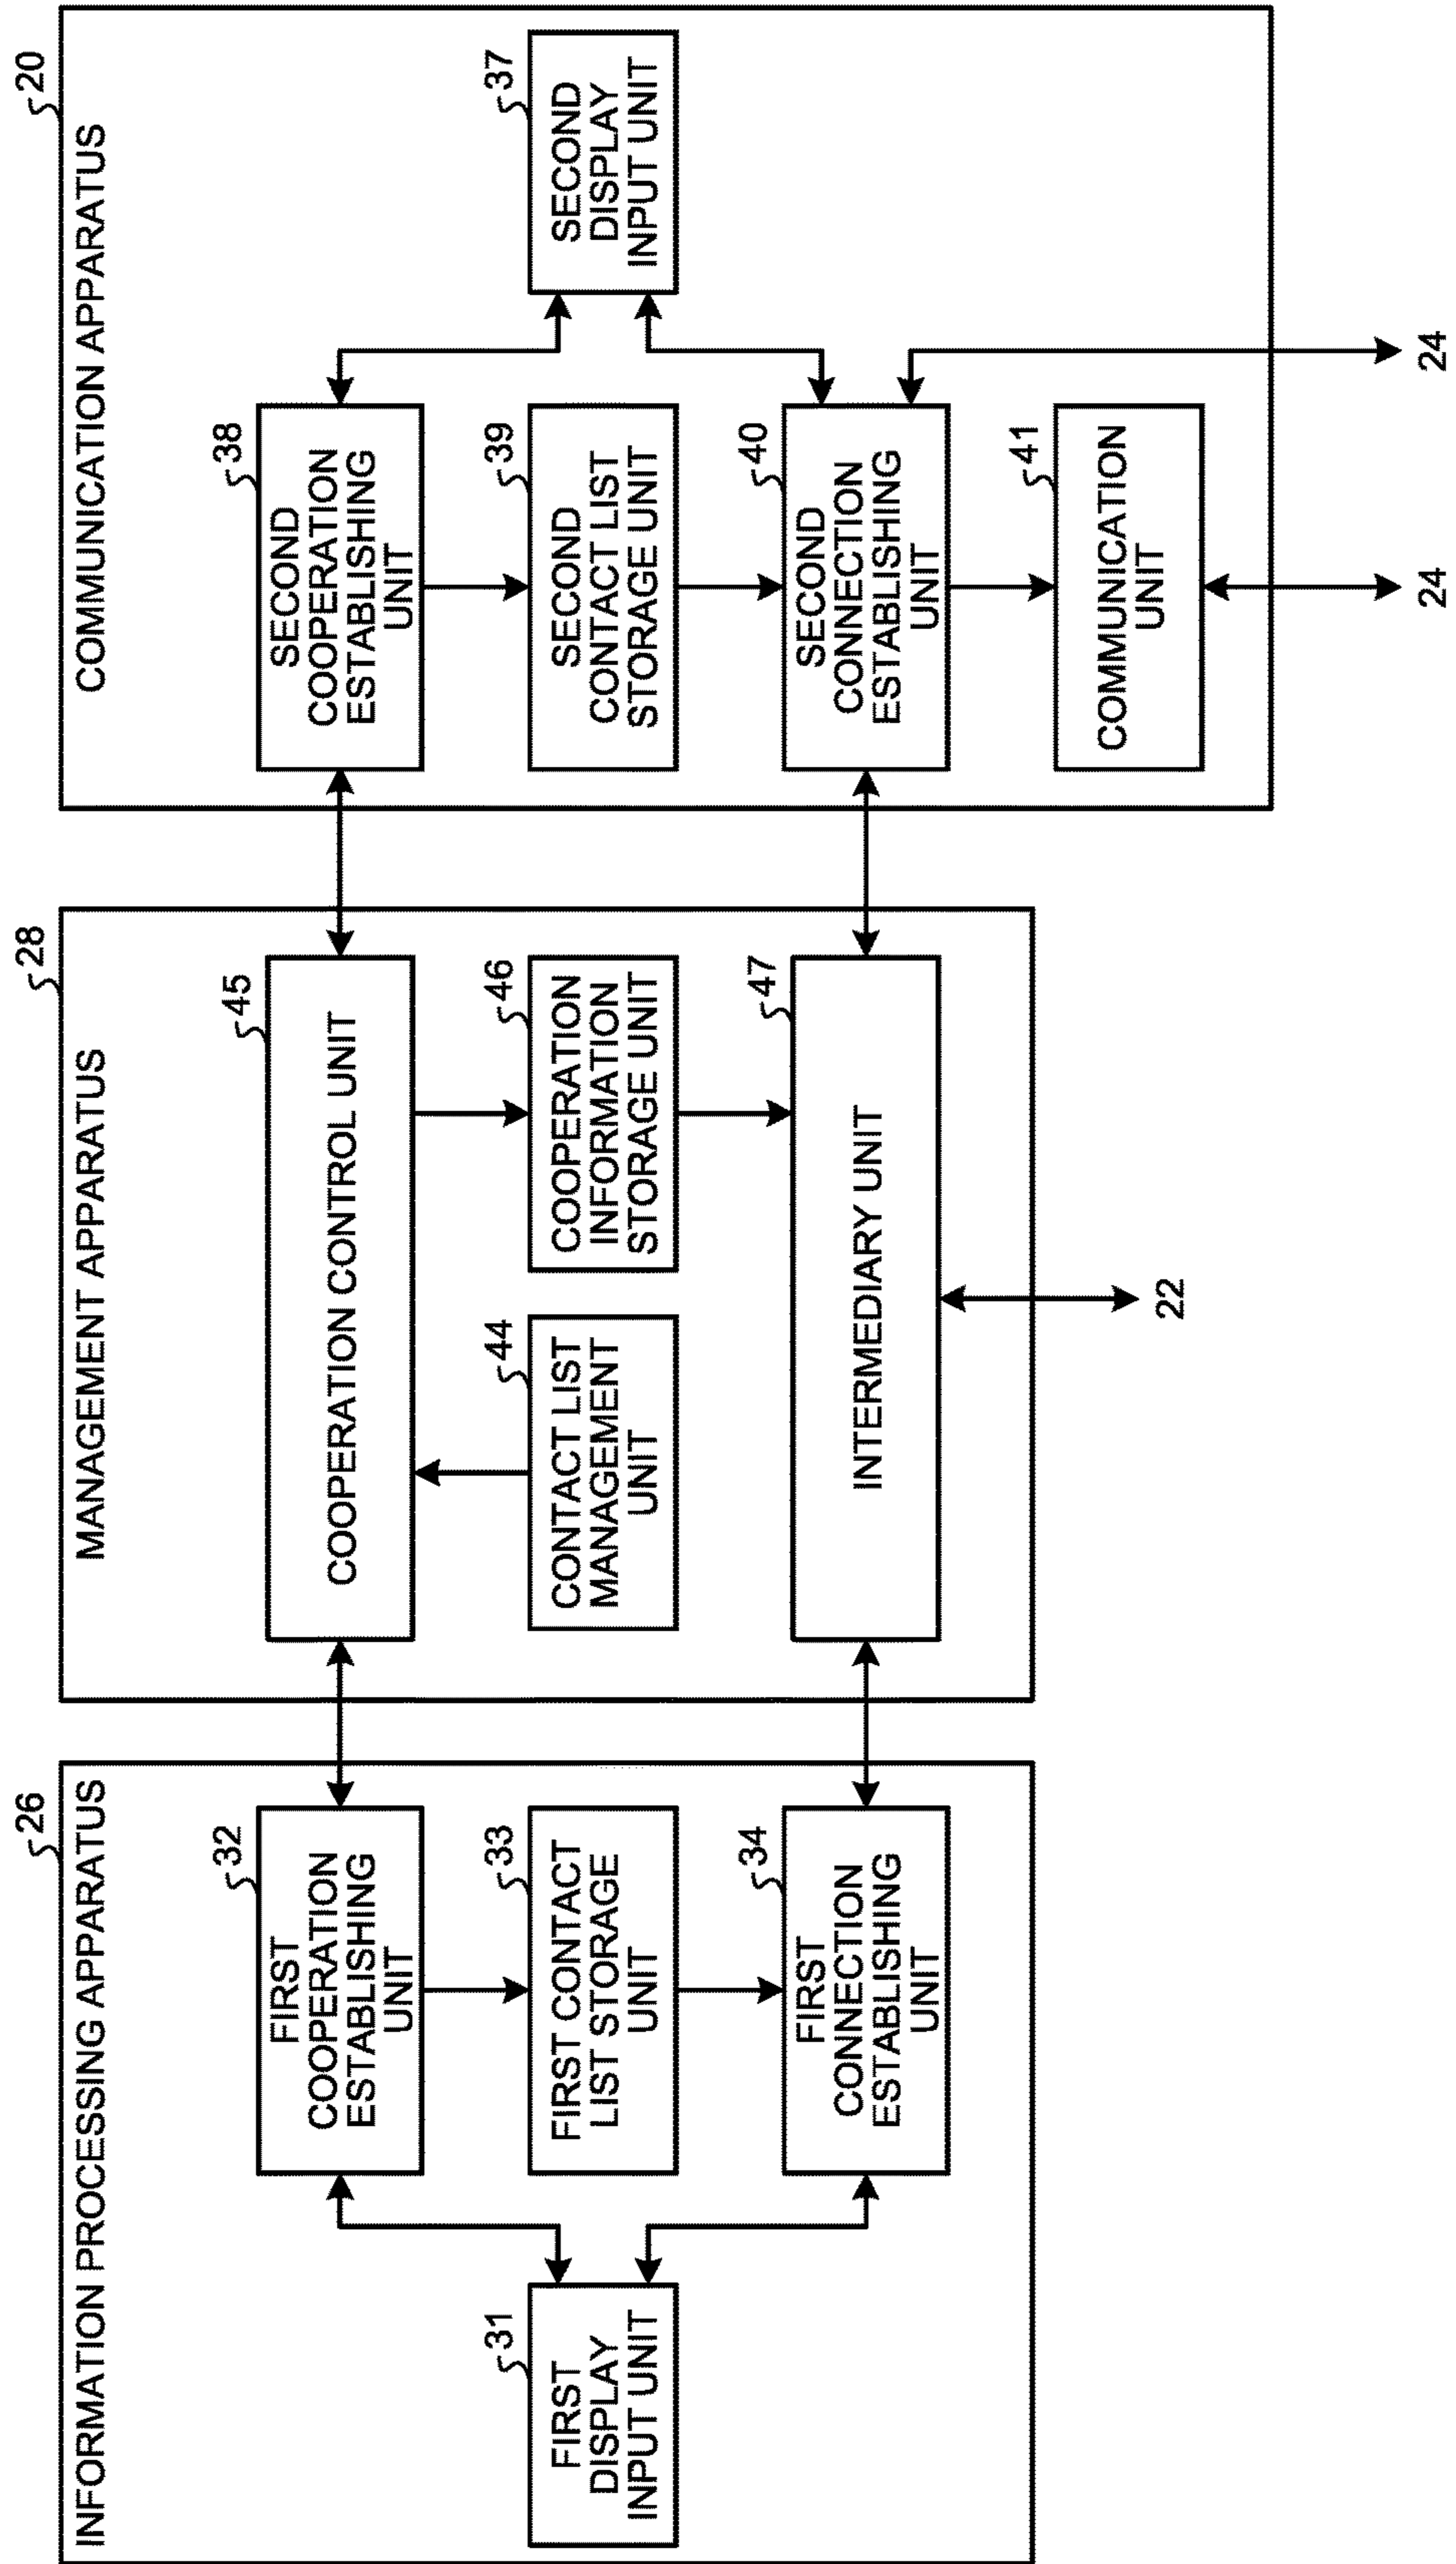 INFORMATION PROCESSING APPARATUS
26
FIRST
DISPLAY
INPUT UNIT
31
FIRST
COOPERATION
ESTABLISHING
UNIT
32
FIRST CONTACT
LIST STORAGE
UNIT
33
FIRST
CONNECTION
ESTABLISHING
UNIT
34
MANAGEMENT APPARATUS
28
COOPERATION CONTROL UNIT
45
CONTACT LIST
MANAGEMENT
UNIT
44
COOPERATION
INFORMATION
STORAGE UNIT
46
INTERMEDIARY UNIT
47
22
COMMUNICATION APPARATUS
20
SECOND
COOPERATION
ESTABLISHING
UNIT
38
SECOND
CONTACT LIST
STORAGE UNIT
39
SECOND
CONNECTION
ESTABLISHING
UNIT
40
COMMUNICATION
UNIT
41
SECOND
DISPLAY
INPUT UNIT
37
24
24